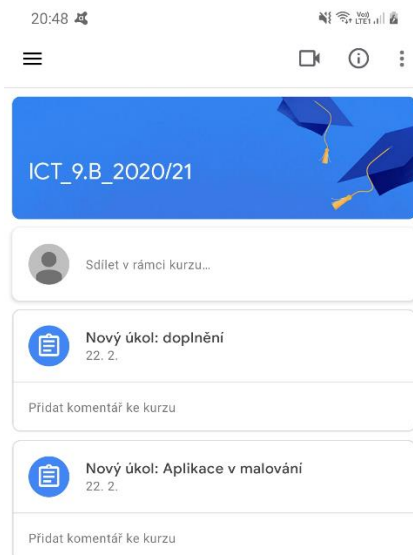 20:48
ICT_9.B_2020/21
Sdílet v rámci kurzu...
Nový úkol: doplnění
22. 2.
Přidat komentář ke kurzu
Nový úkol: Aplikace v malování
22. 2.
Přidat komentář ke kurzu